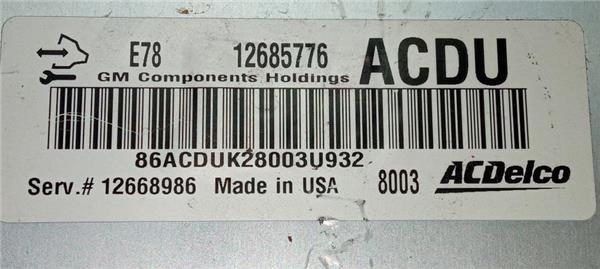 E78 12685776 ACDU
GM Components Holdings
86ACDUK28003U932
Serv.# 12668986 Made in USA 8003 ACDelco